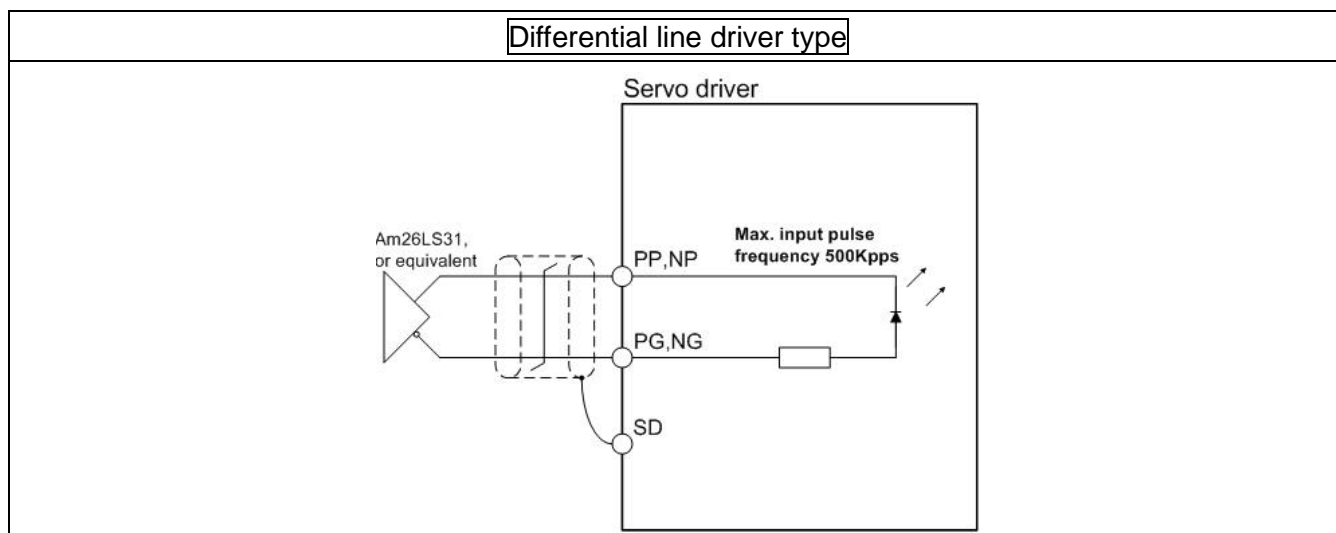 Differential line driver type
Servo driver
Am26LS31,
or equivalent
PP,NP
Max. input pulse
frequency 500Kpps
PG,NG
SD